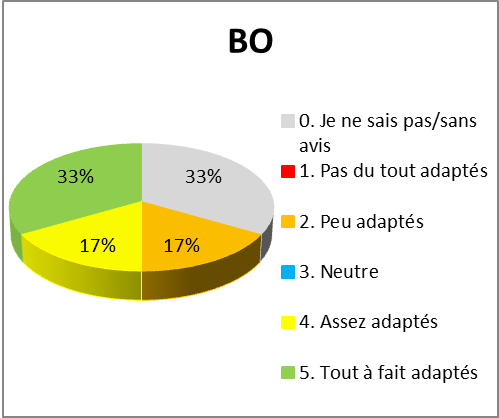 BO
0. Je ne sais pas/sans
avis
1. Pas du tout adaptés
2. Peu adaptés
3. Neutre
4. Assez adaptés
5. Tout à fait adaptés
33%
33%
17%
17%